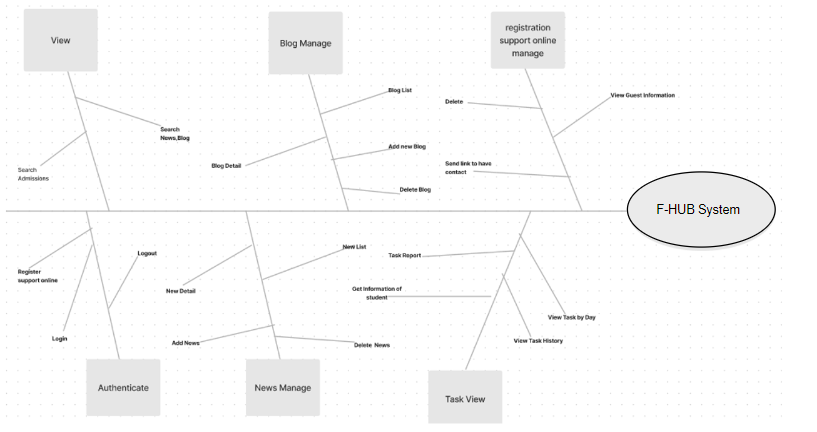 View
Blog Manage
registration
support online
manage
Blog List
Delete
View Guest Information
Search
News,Blog
Add new Blog
Blog Detail
Search
Admissions
Send link to have
contact
Delete Blog
F-HUB System
Logout
New List
Task Report
Register
support online
New Detail
Get Information of
student
View Task by Day
Login
Add News
Delete News
View Task History
Authenticate
News Manage
Task View